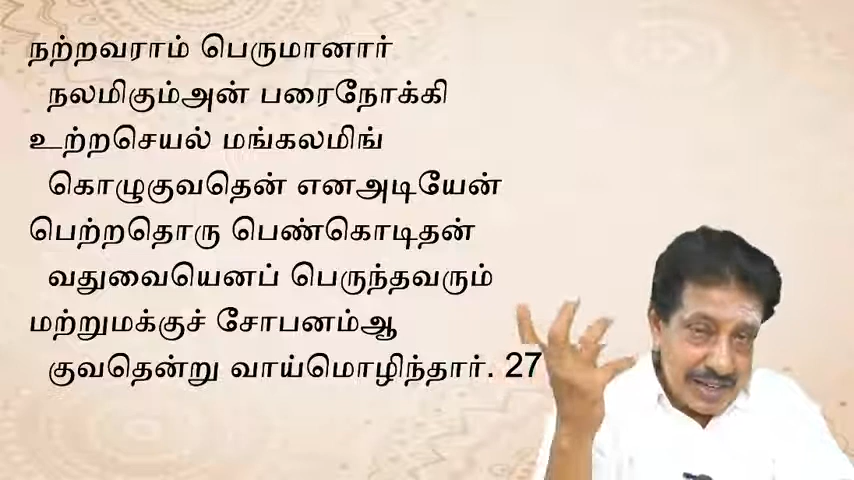 நற்றவராம் பெருமானார்
நலமிகும்அன் பரைநோக்கி
உற்றசெயல் மங்கலமிங்
கொழுகுவதென் எனஅடியேன்
பெற்றதொரு பெண்கொடிதன்
வதுவையெனப் பெருந்தவரும்
மற்றுமக்குச் சோபனம்ஆ
குவதென்று வாய்மொழிந்தார். 27